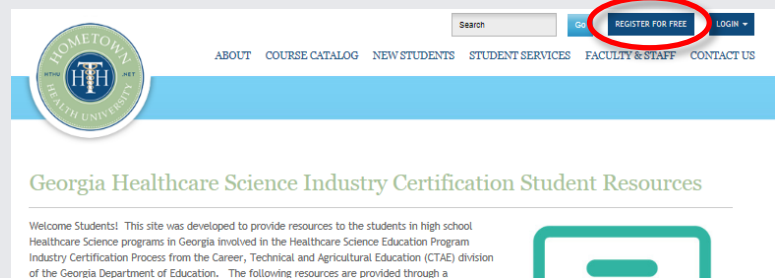 Search Go REGISTER FOR FREE LOGIN
HOMETOWN
HTHU .NET
HTH
HEALTH UNIVERSITY
ABOUT COURSE CATALOG NEW STUDENTS STUDENT SERVICES FACULTY & STAFF CONTACT US
Georgia Healthcare Science Industry Certification Student Resources
Welcome Students! This site was developed to provide resources to the students in high school
Healthcare Science programs in Georgia involved in the Healthcare Science Education Program
Industry Certification Process from the Career, Technical and Agricultural Education (CTAE) division
of the Georgia Department of Education. The following resources are provided through a